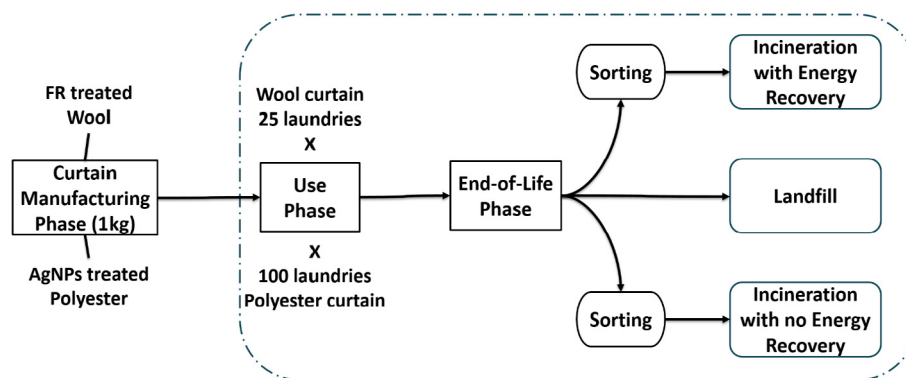 FR treated
Wool
Curtain
Manufacturing
Phase (1kg)
AgNPs treated
Polyester
Wool curtain
25 laundries
X
Use
Phase
X
100 laundries
Polyester curtain
End-of-Life
Phase
Sorting
Incineration
with Energy
Recovery
Landfill
Sorting
Incineration
with no Energy
Recovery